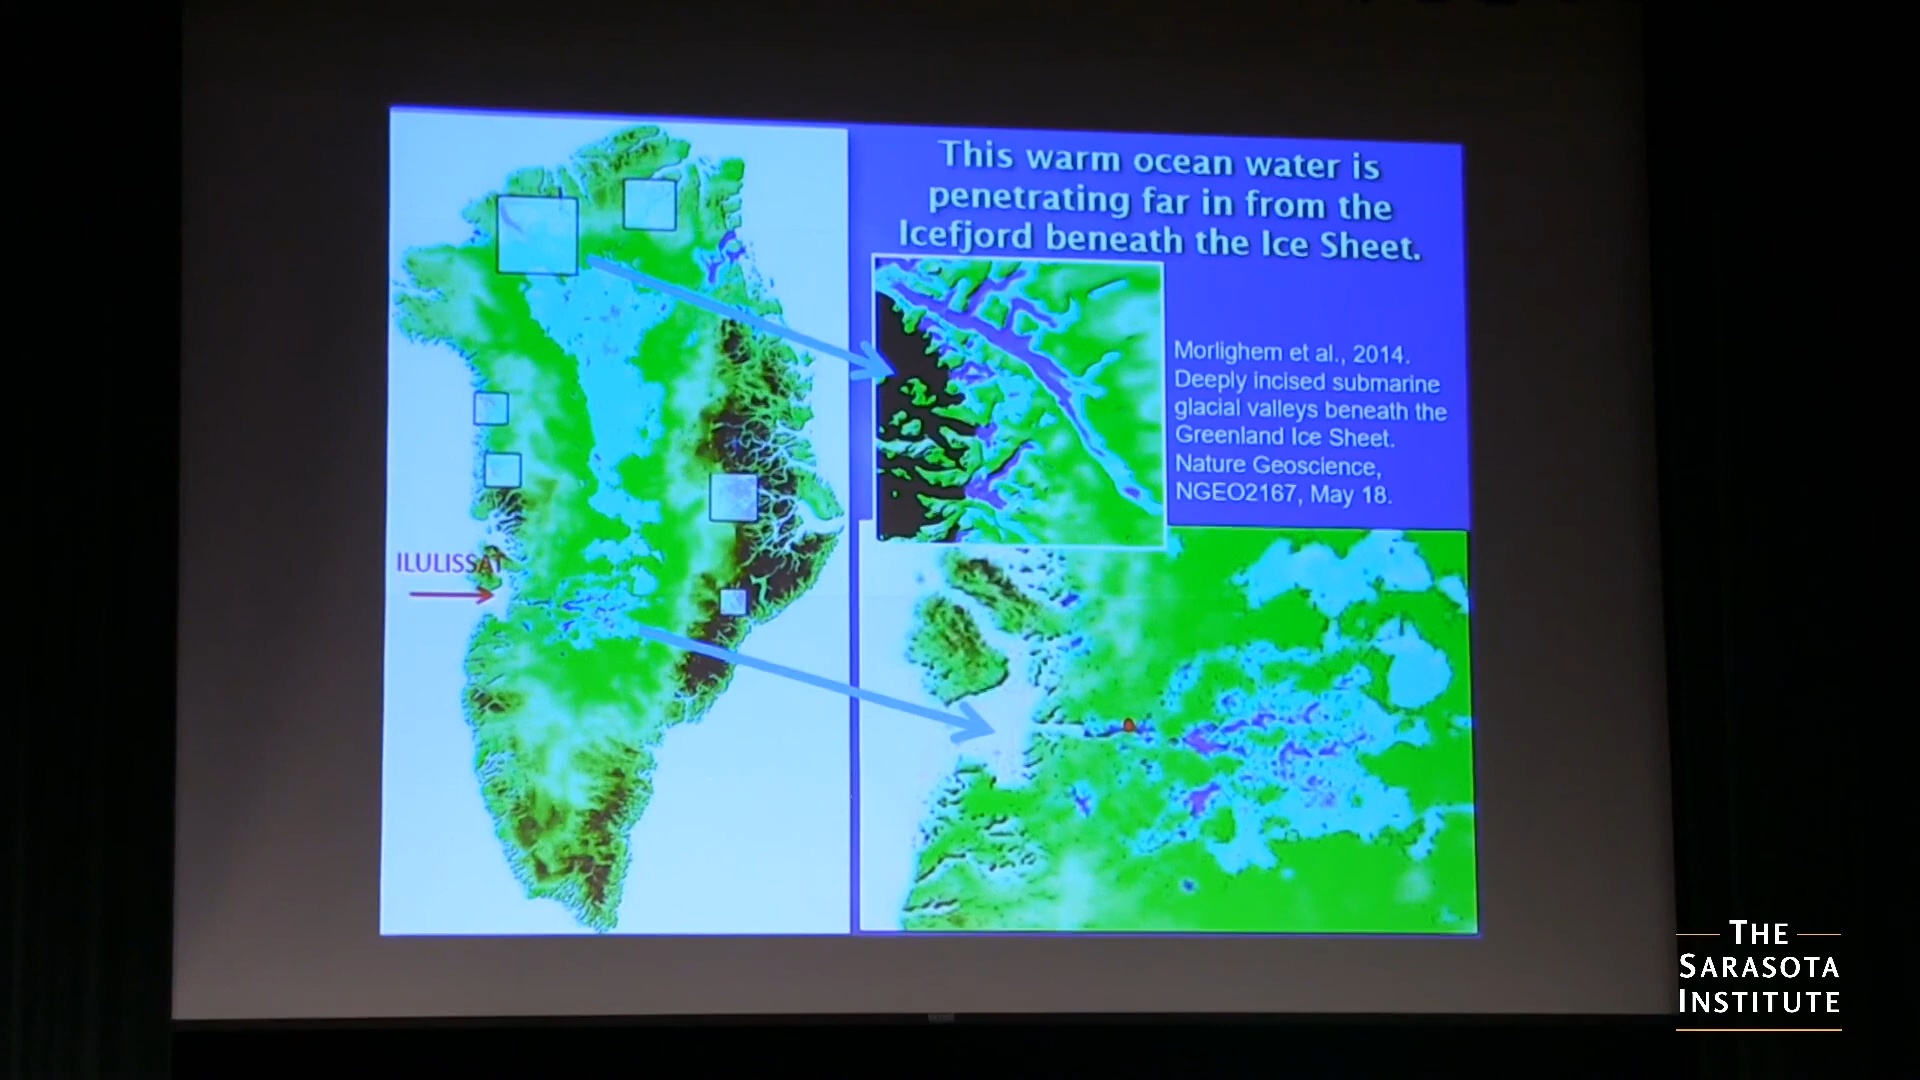 This warm ocean water is
penetrating far in from the
Icefjord beneath the Ice Sheet.
Morlighem et al., 2014.
Deeply incised submarine
glacial valleys beneath the
Greenland Ice Sheet.
Nature Geoscience,
NGEO2167, May 18.
ILULISSAT
THE
SARASOTA
INSTITUTE